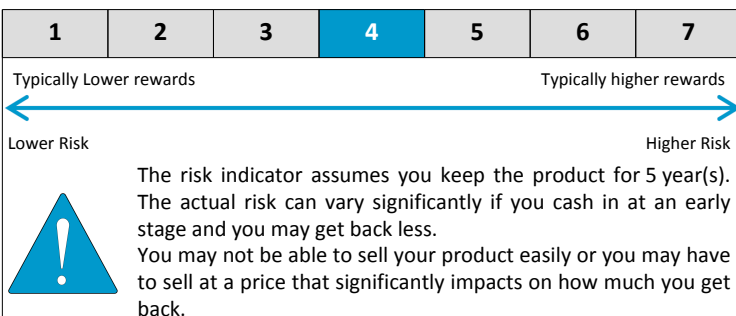 1 2 3 4 5 6 7
Typically Lower rewards Typically higher rewards
Lower Risk Higher Risk
The risk indicator assumes you keep the product for 5 year(s).
The actual risk can vary significantly if you cash in at an early
stage and you may get back less.
You may not be able to sell your product easily or you may have
to sell at a price that significantly impacts on how much you get
back.